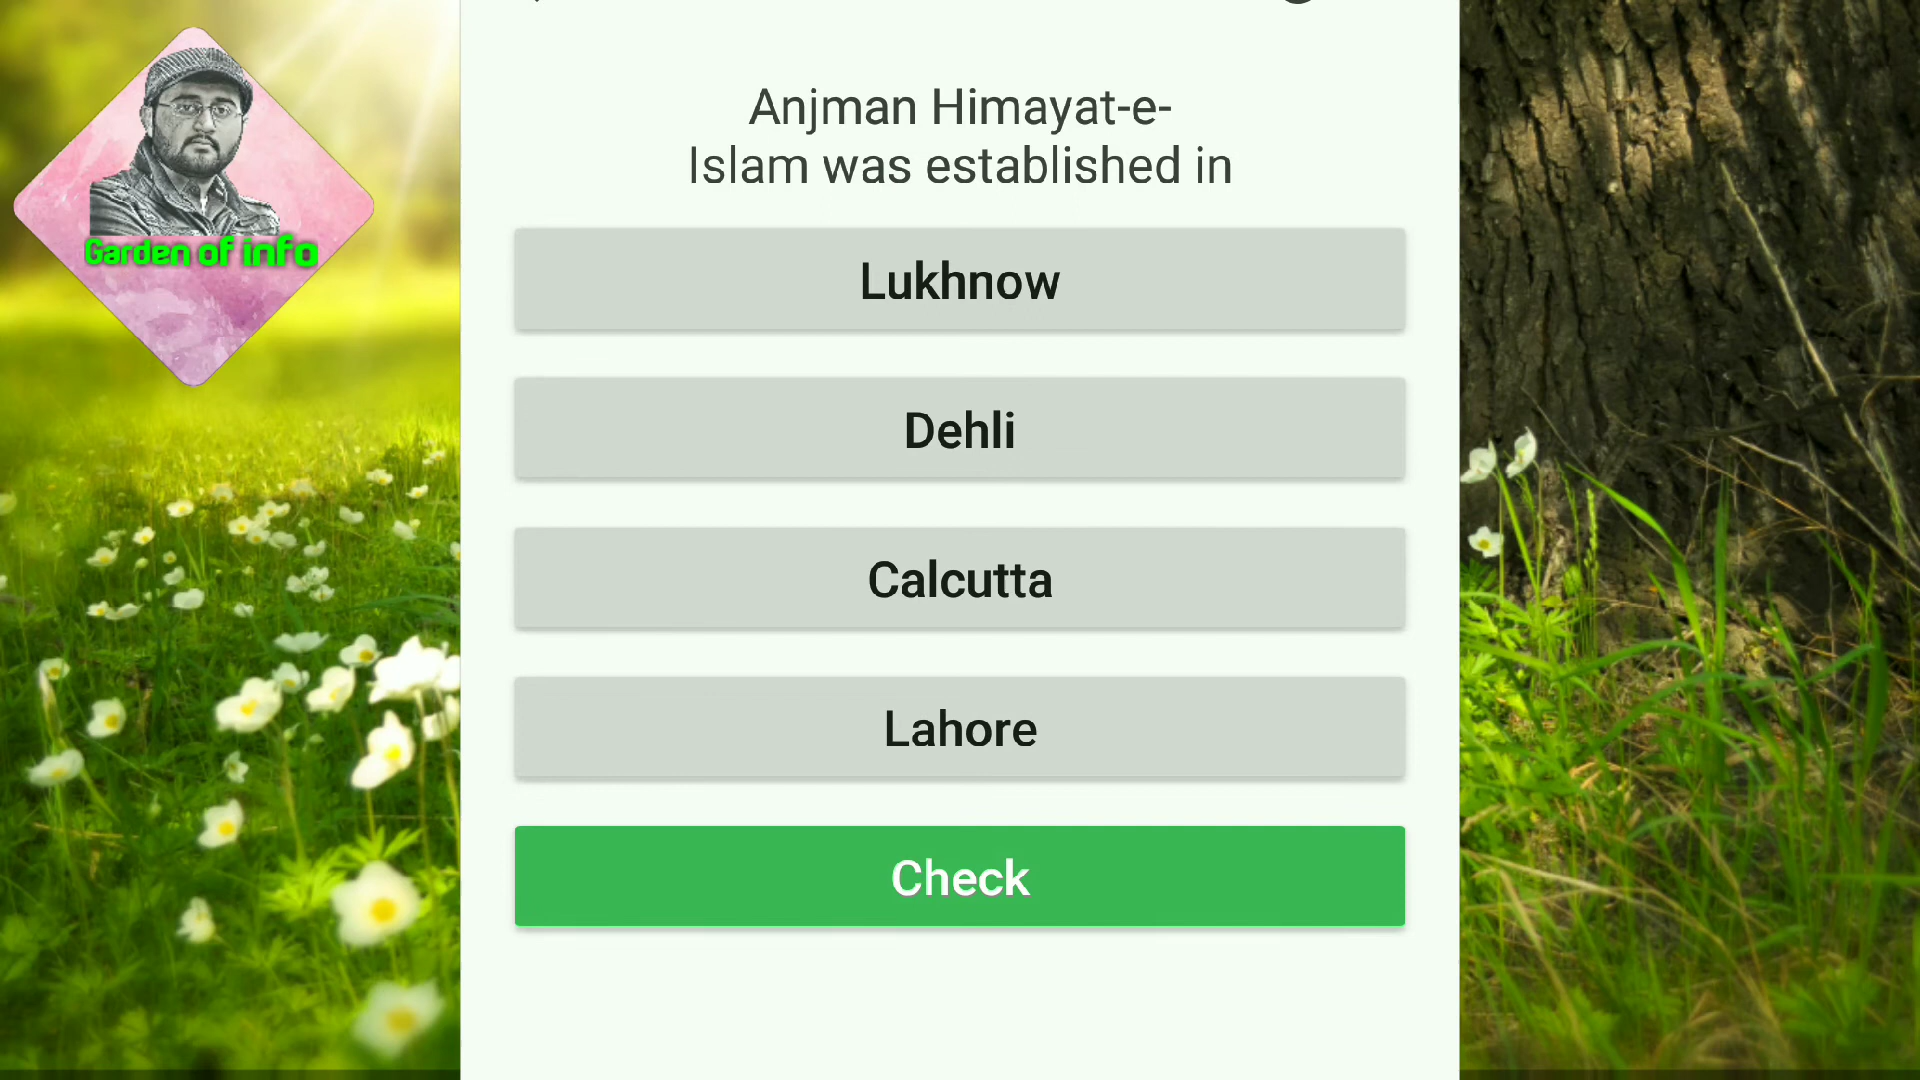 Garden of info
Anjman Himayat-e-
Islam was established in
Lukhnow
Dehli
Calcutta
Lahore
Check